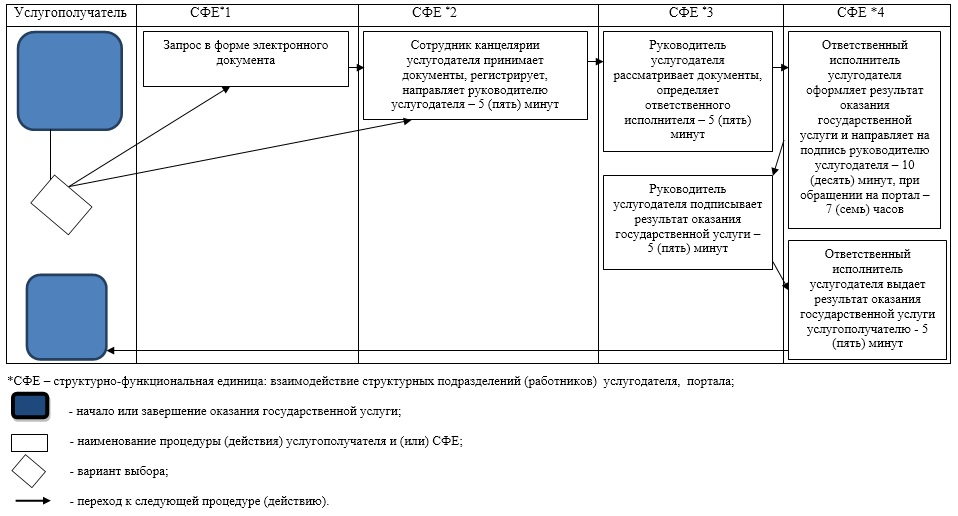 Услугополучатель
СФЕ*1
СФЕ *2
СФЕ *3
СФЕ *4
Запрос в форме электронного
документа
Сотрудник канцелярии
услугодателя принимает
документы, регистрирует,
направляет руководителю
услугодателя – 5 (пять) минут
Руководитель
услугодателя
рассматривает документы,
определяет
ответственного
исполнителя – 5 (пять)
минут
Ответственный
исполнитель
услугодателя
оформляет результат
оказания
государственной
услуги и направляет на
подпись руководителю
услугодателя – 10
(десять) минут, при
обращении на портал –
7 (семь) часов
Руководитель
услугодателя подписывает
результат оказания
государственной услуги –
5 (пять) минут
Ответственный
исполнитель
услугодателя выдает
результат оказания
государственной услуги
услугополучателю - 5
(пять) минут
*СФЕ – структурно-функциональная единица: взаимодействие структурных подразделений (работников) услугодателя, портала;
- начало или завершение оказания государственной услуги;
- наименование процедуры (действия) услугополучателя и (или) СФЕ;
- вариант выбора;
- переход к следующей процедуре (действию).